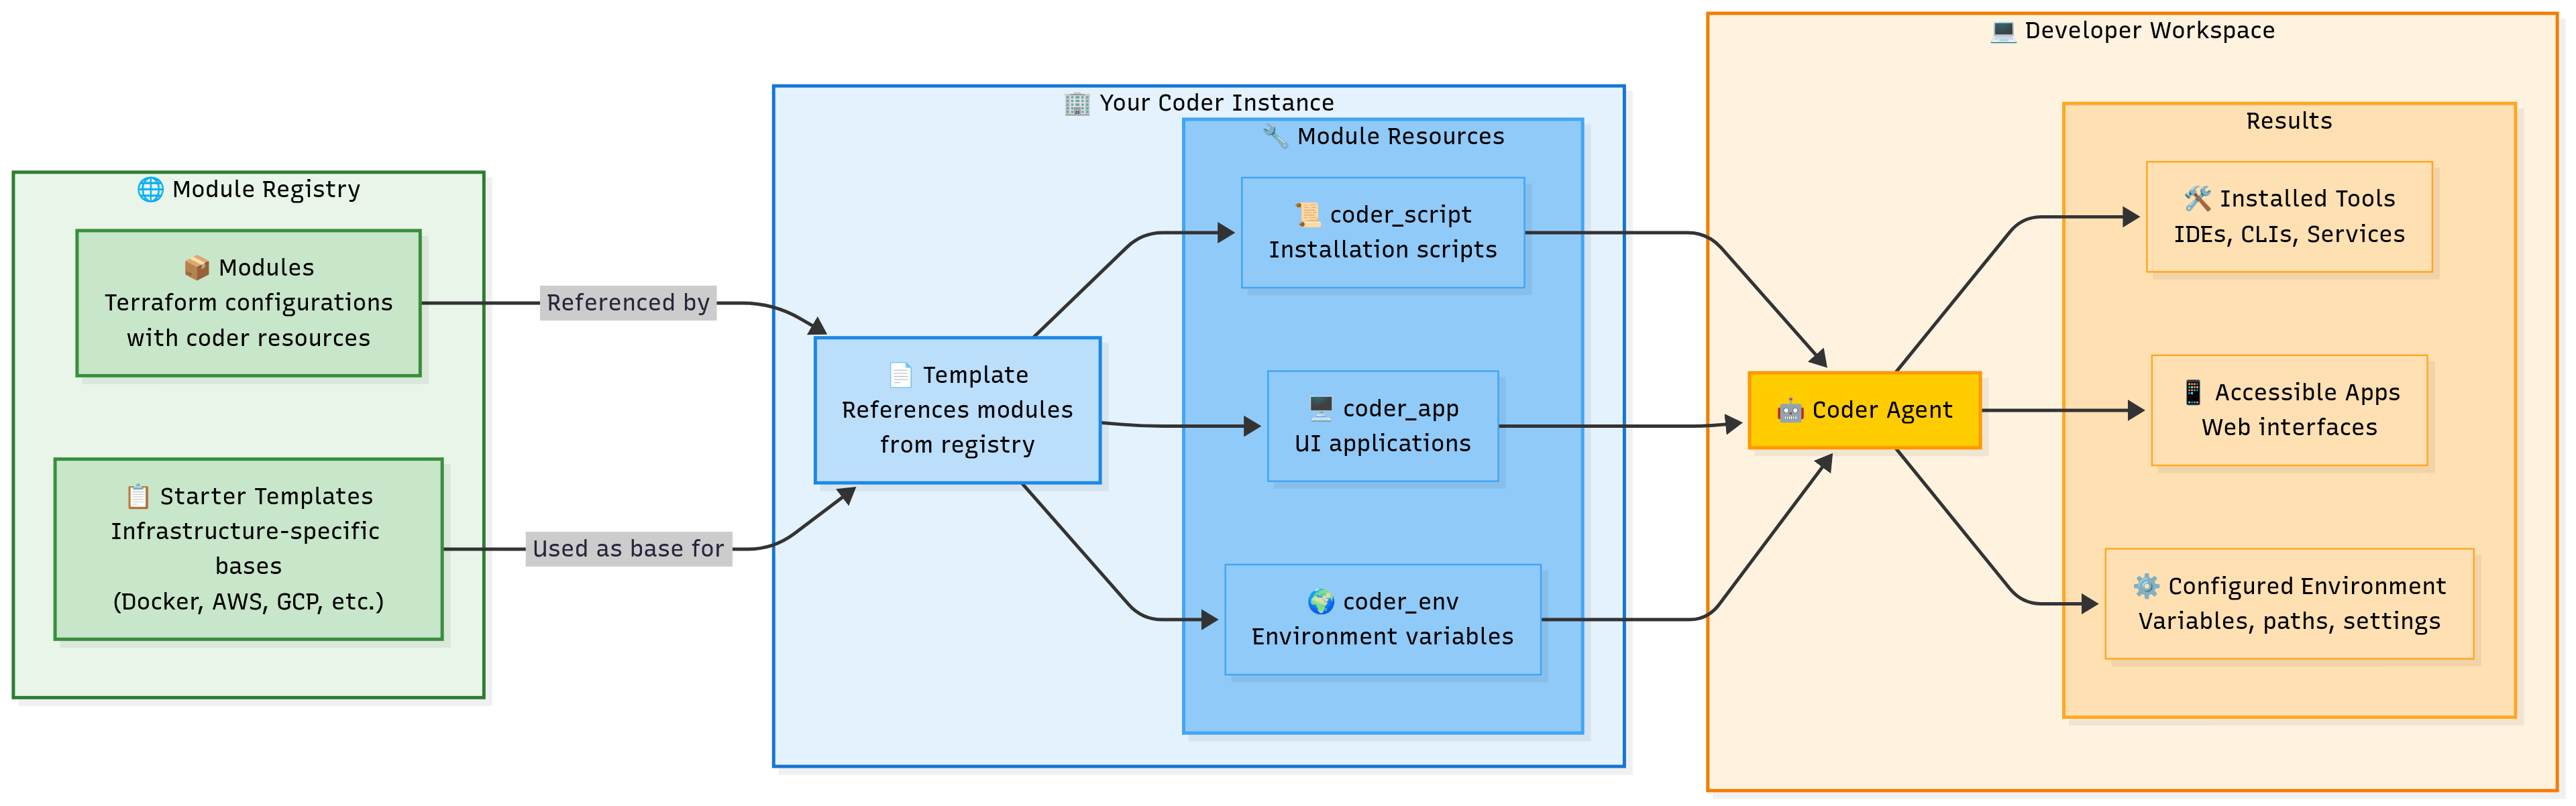 🌐 Module Registry
📦 Modules
Terraform configurations
with coder resources
📋 Starter Templates
Infrastructure-specific
bases
(Docker, AWS, GCP, etc.)
Referenced by
Used as base for
🏢 Your Coder Instance
📄 Template
References modules
from registry
🔧 Module Resources
📜 coder_script
Installation scripts
🖥️ coder_app
UI applications
🌍 coder_env
Environment variables
💻 Developer Workspace
🤖 Coder Agent
Results
🛠️ Installed Tools
IDEs, CLIs, Services
📱 Accessible Apps
Web interfaces
⚙️ Configured Environment
Variables, paths, settings